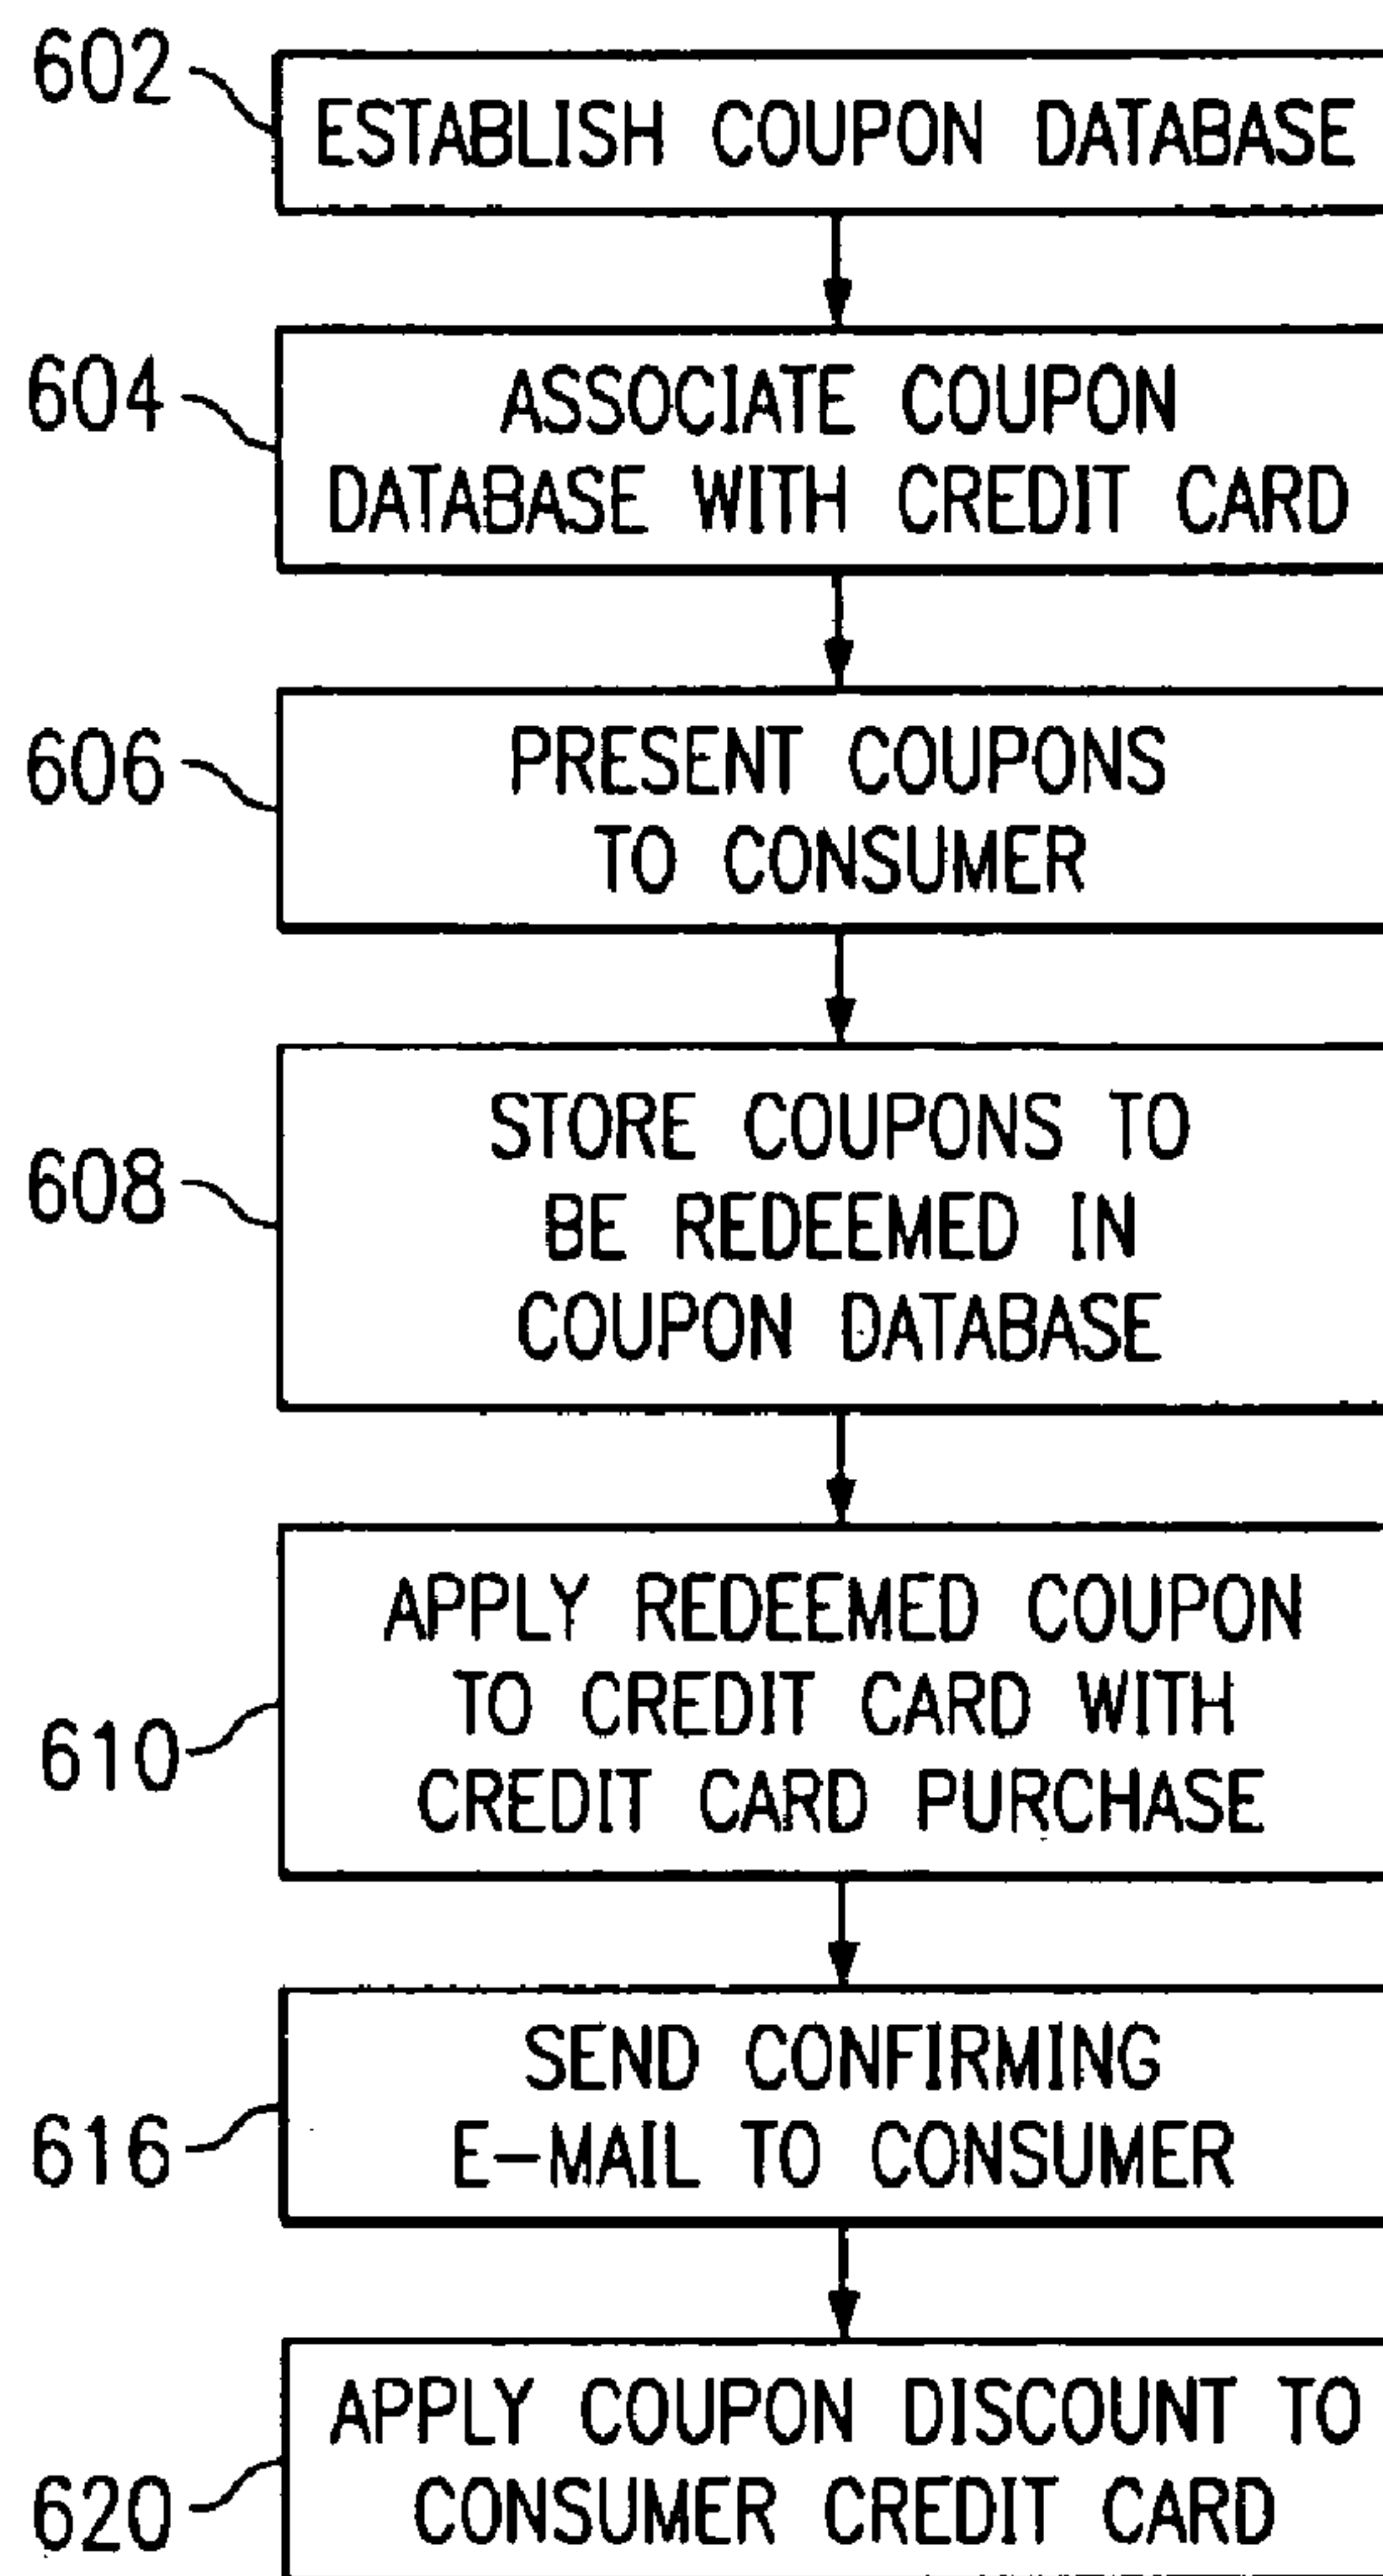 602
ESTABLISH COUPON DATABASE
604
ASSOCIATE COUPON
DATABASE WITH CREDIT CARD
606
PRESENT COUPONS
TO CONSUMER
608
STORE COUPONS TO
BE REDEEMED IN
COUPON DATABASE
610
APPLY REDEEMED COUPON
TO CREDIT CARD WITH
CREDIT CARD PURCHASE
616
SEND CONFIRMING
E-MAIL TO CONSUMER
620
APPLY COUPON DISCOUNT TO
CONSUMER CREDIT CARD